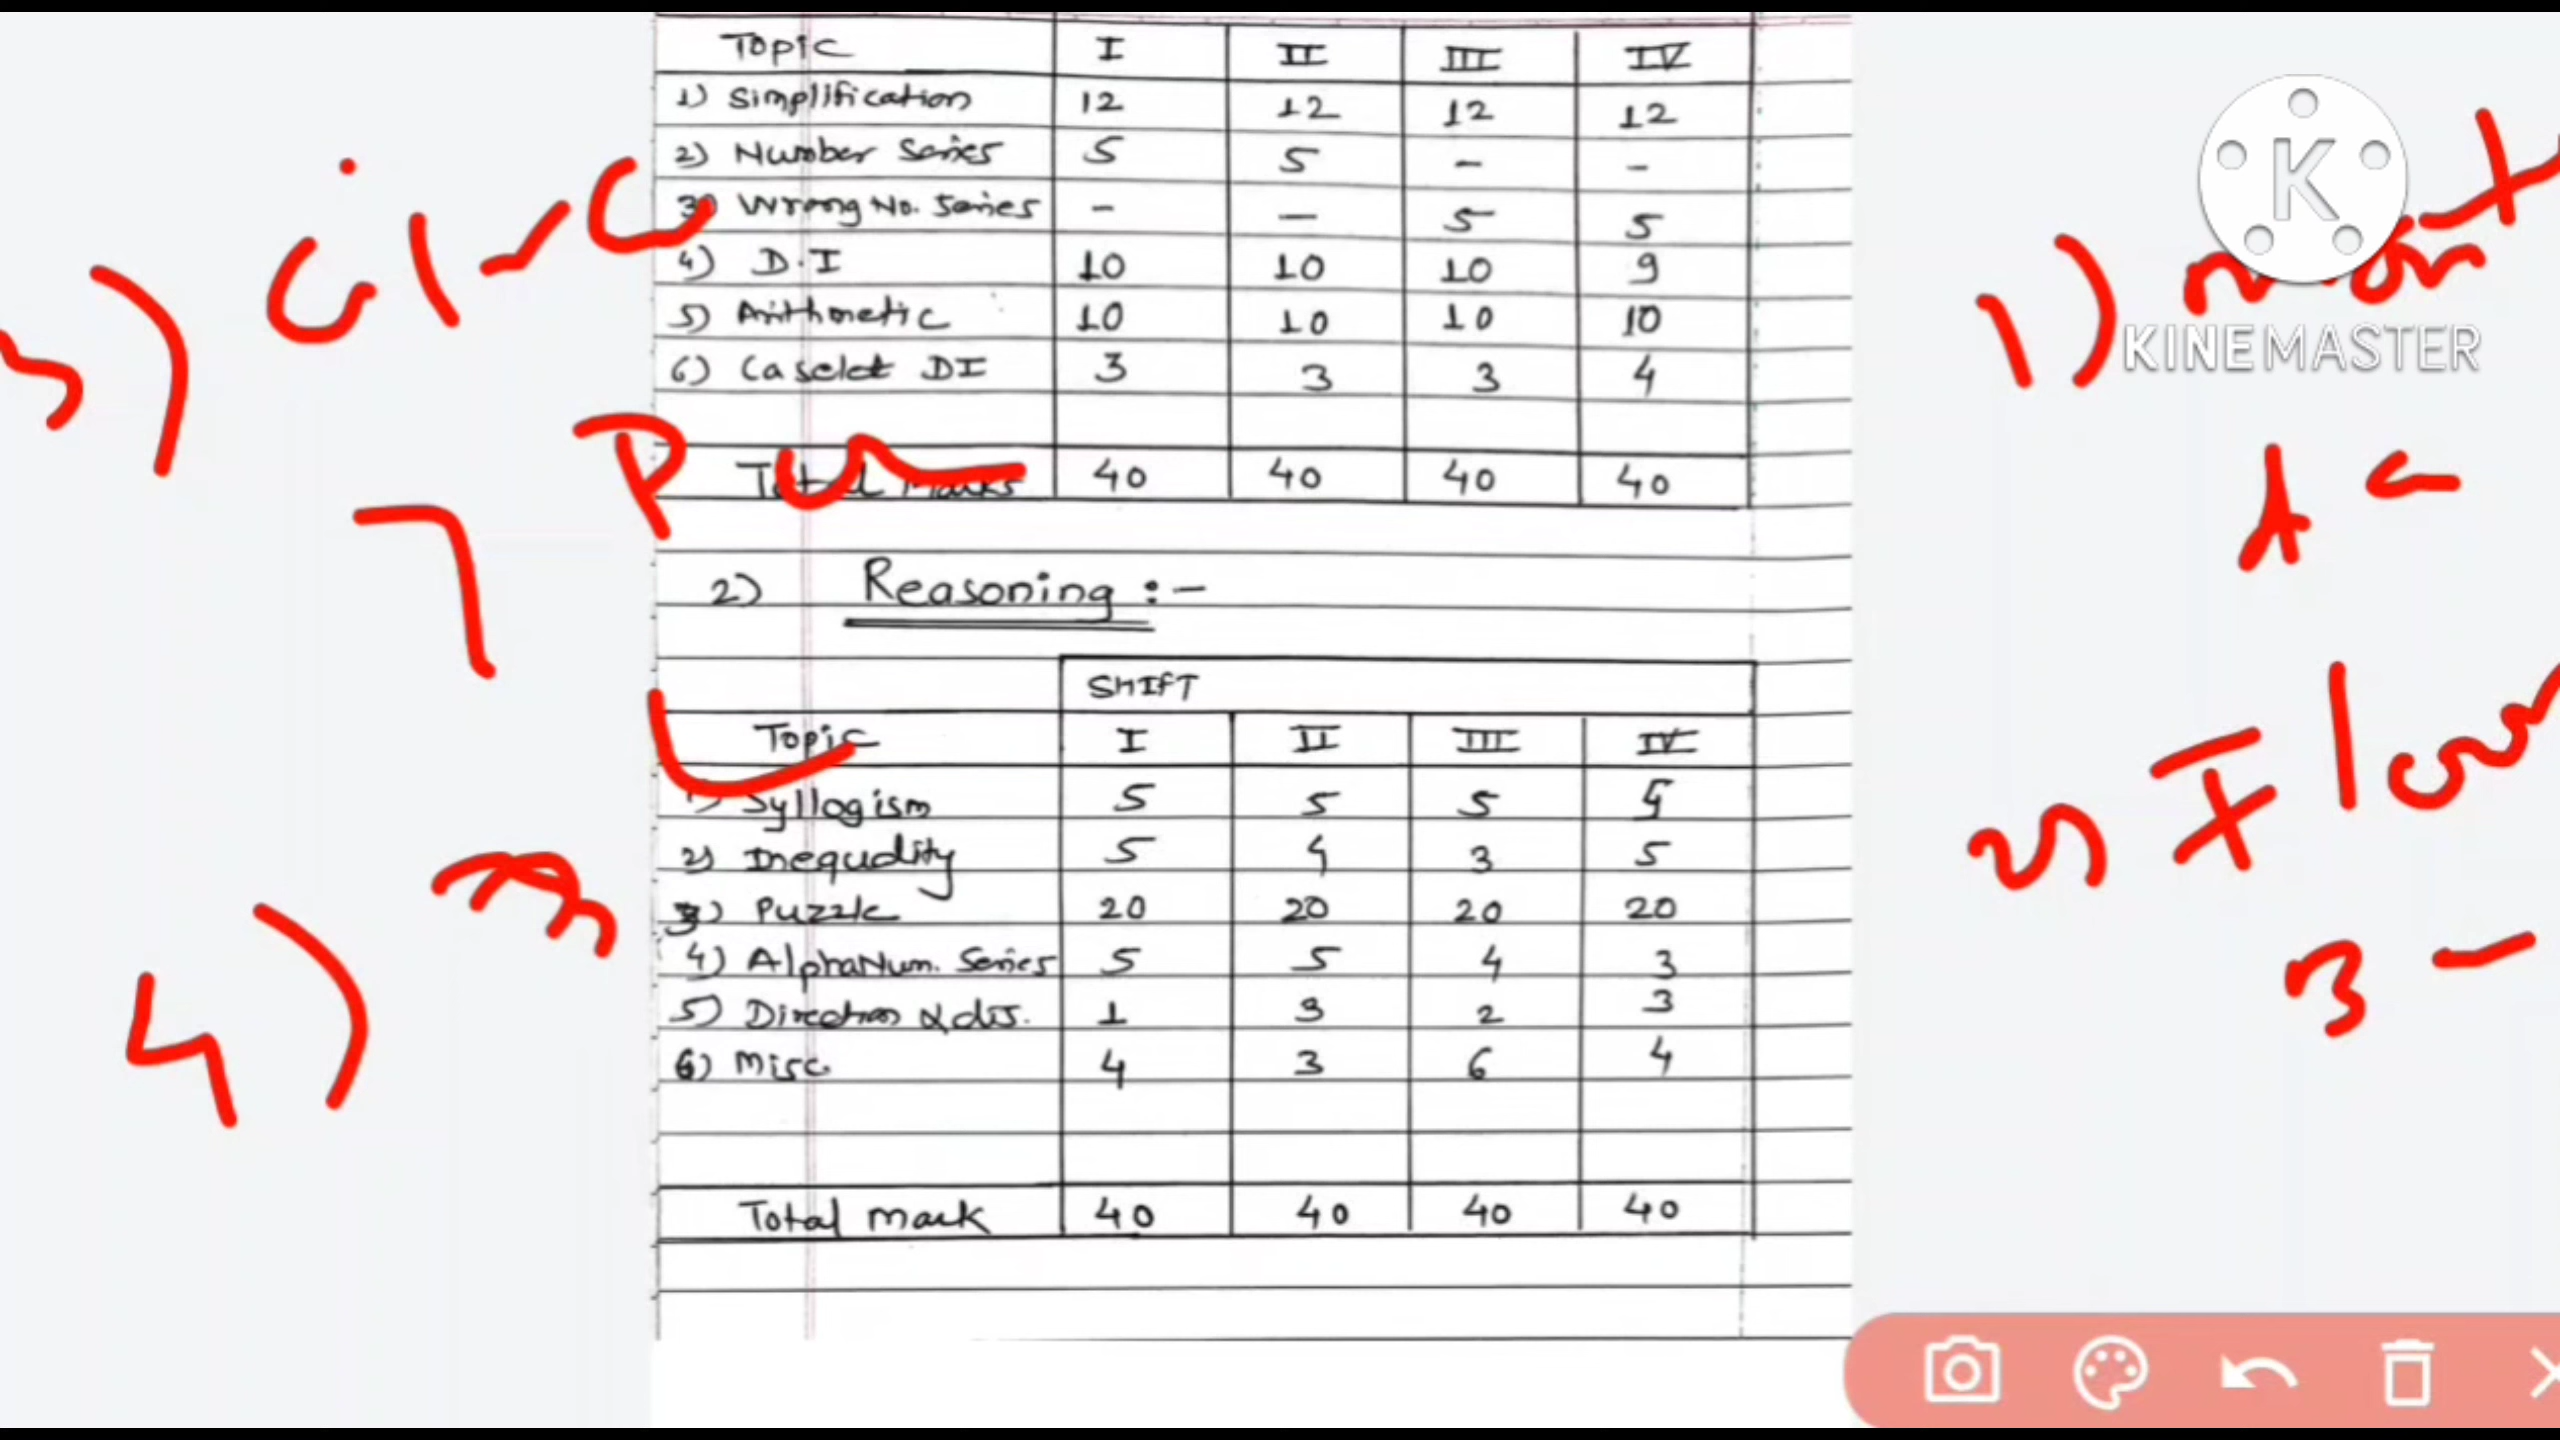 Topic I II III IV
1) Simplification 12 12 12 12
2) Number Series 5 5 - -
3) Wrong No. Series - - 5 5
4) D.I 10 10 10 9
5) Arithmetic 10 10 10 10
6) Caselet DI 3 3 3 4
Total Marks 40 40 40 40
2) Reasoning :-
SHIFT
Topic I II III IV
1) Syllogism 5 5 5
2) Inequality 5 4 3 5
3) Puzzle 20 20 20 20
4) AlphaNum. Series 5 5 4 3
5) Direction & dis. 1 3 2 3
6) Misc. 4 3 6 4
Total mark 40 40 40 40
1)
2)
3 -
4)
K
KINEMASTER